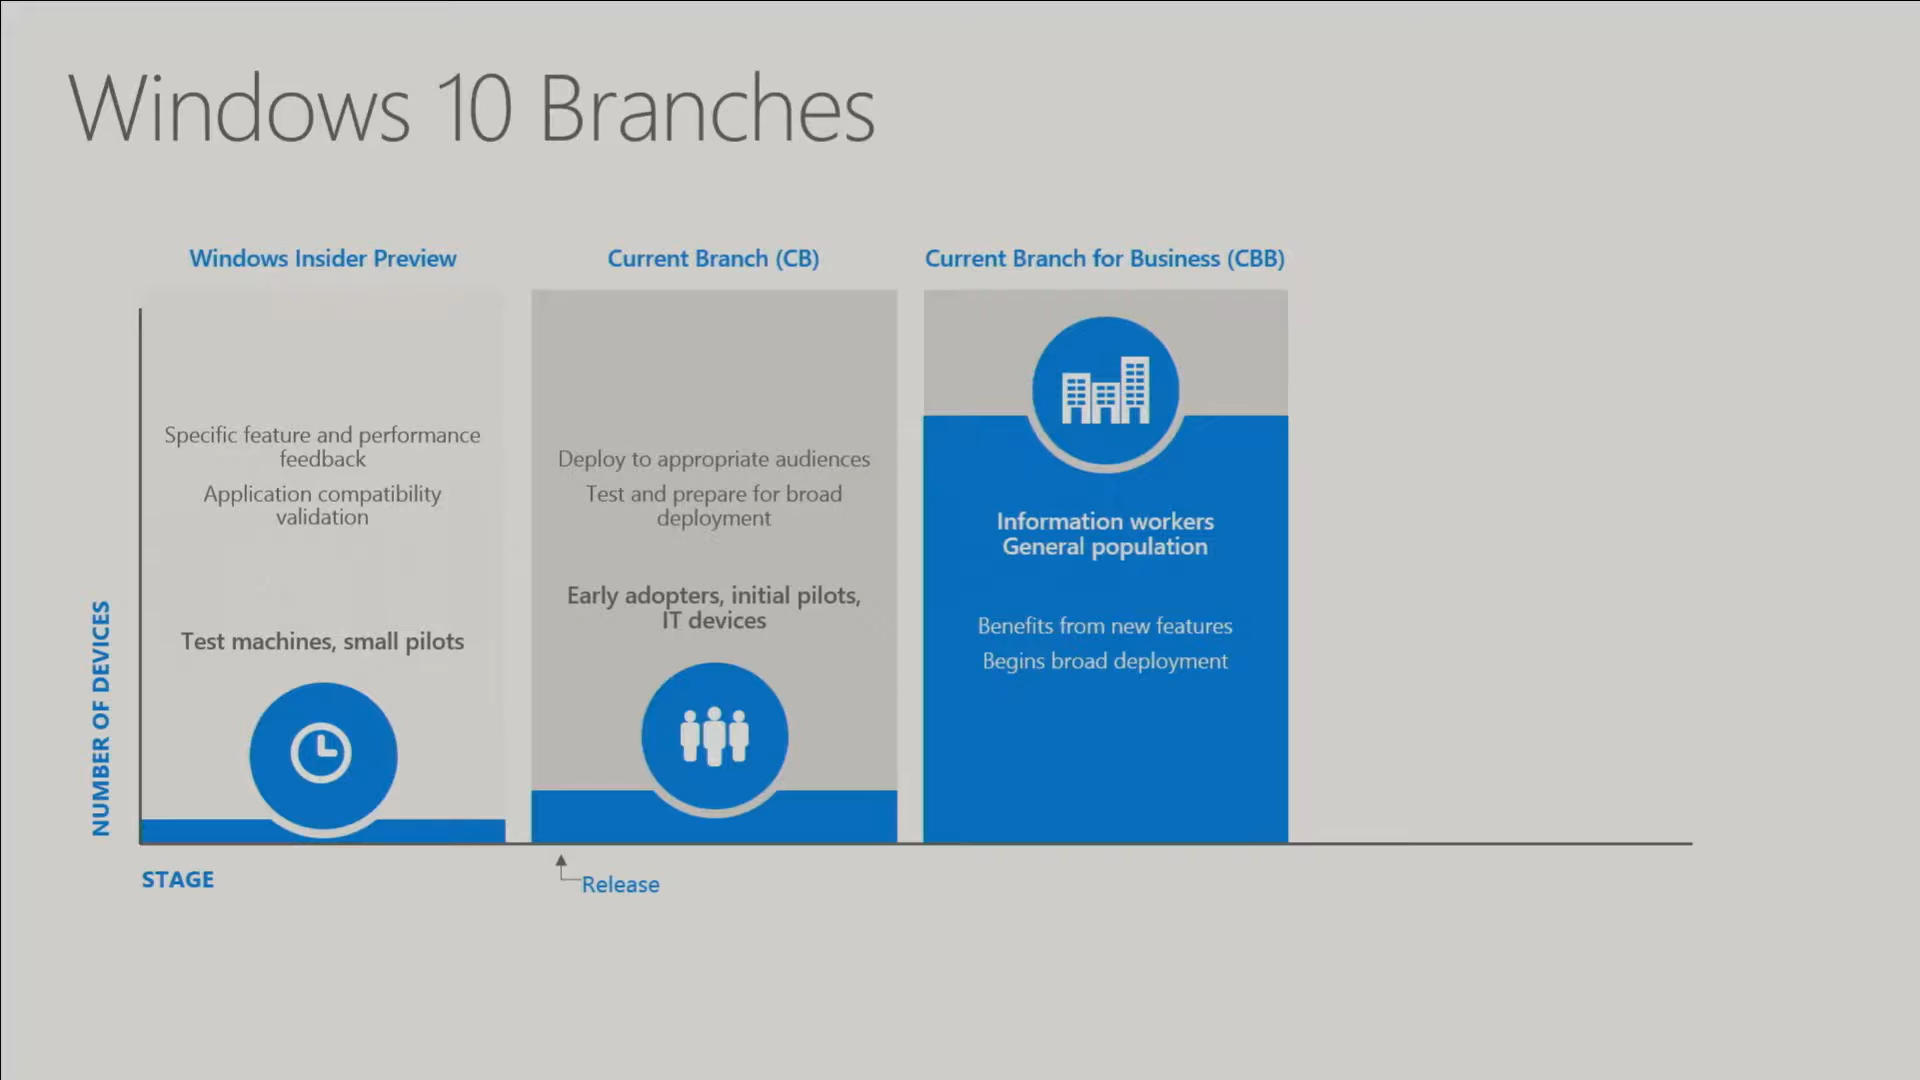 Windows 10 Branches
Windows Insider Preview
Specific feature and performance
feedback
Application compatibility
validation
Test machines, small pilots
Current Branch (CB)
Deploy to appropriate audiences
Test and prepare for broad
deployment
Early adopters, initial pilots,
IT devices
Current Branch for Business (CBB)
Information workers
General population
Benefits from new features
Begins broad deployment
NUMBER OF DEVICES
STAGE
Release